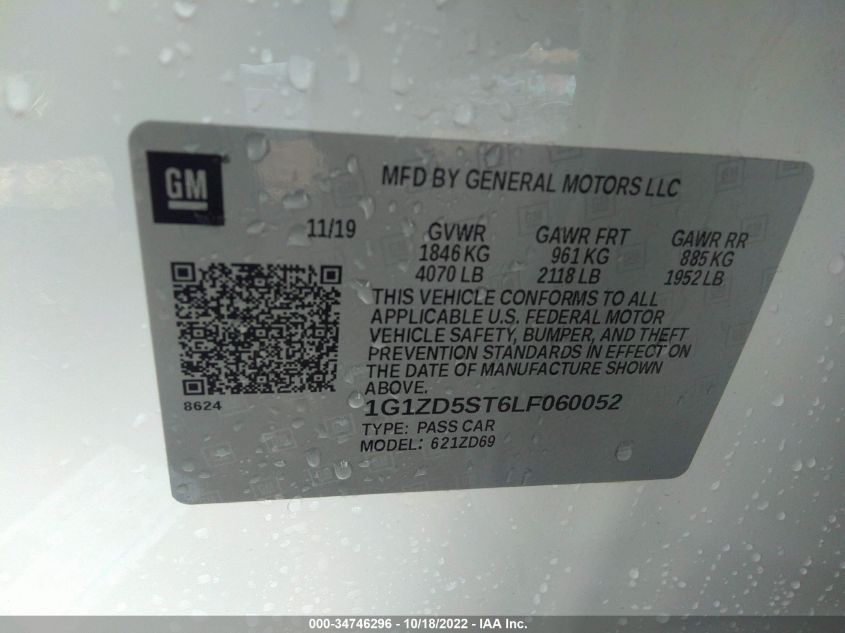 GM
MFD BY GENERAL MOTORS LLC
11/19 GVWR GAWR FRT GAWR RR
1846 KG 961 KG 885 KG
4070 LB 2118 LB 1952 LB
THIS VEHICLE CONFORMS TO ALL
APPLICABLE U.S. FEDERAL MOTOR
VEHICLE SAFETY, BUMPER, AND THEFT
PREVENTION STANDARDS IN EFFECT ON
THE DATE OF MANUFACTURE SHOWN
ABOVE.
8624
1G1ZD5ST6LF060052
TYPE: PASS CAR
MODEL: 621ZD69
000-34746296 - 10/18/2022 - IAA Inc.